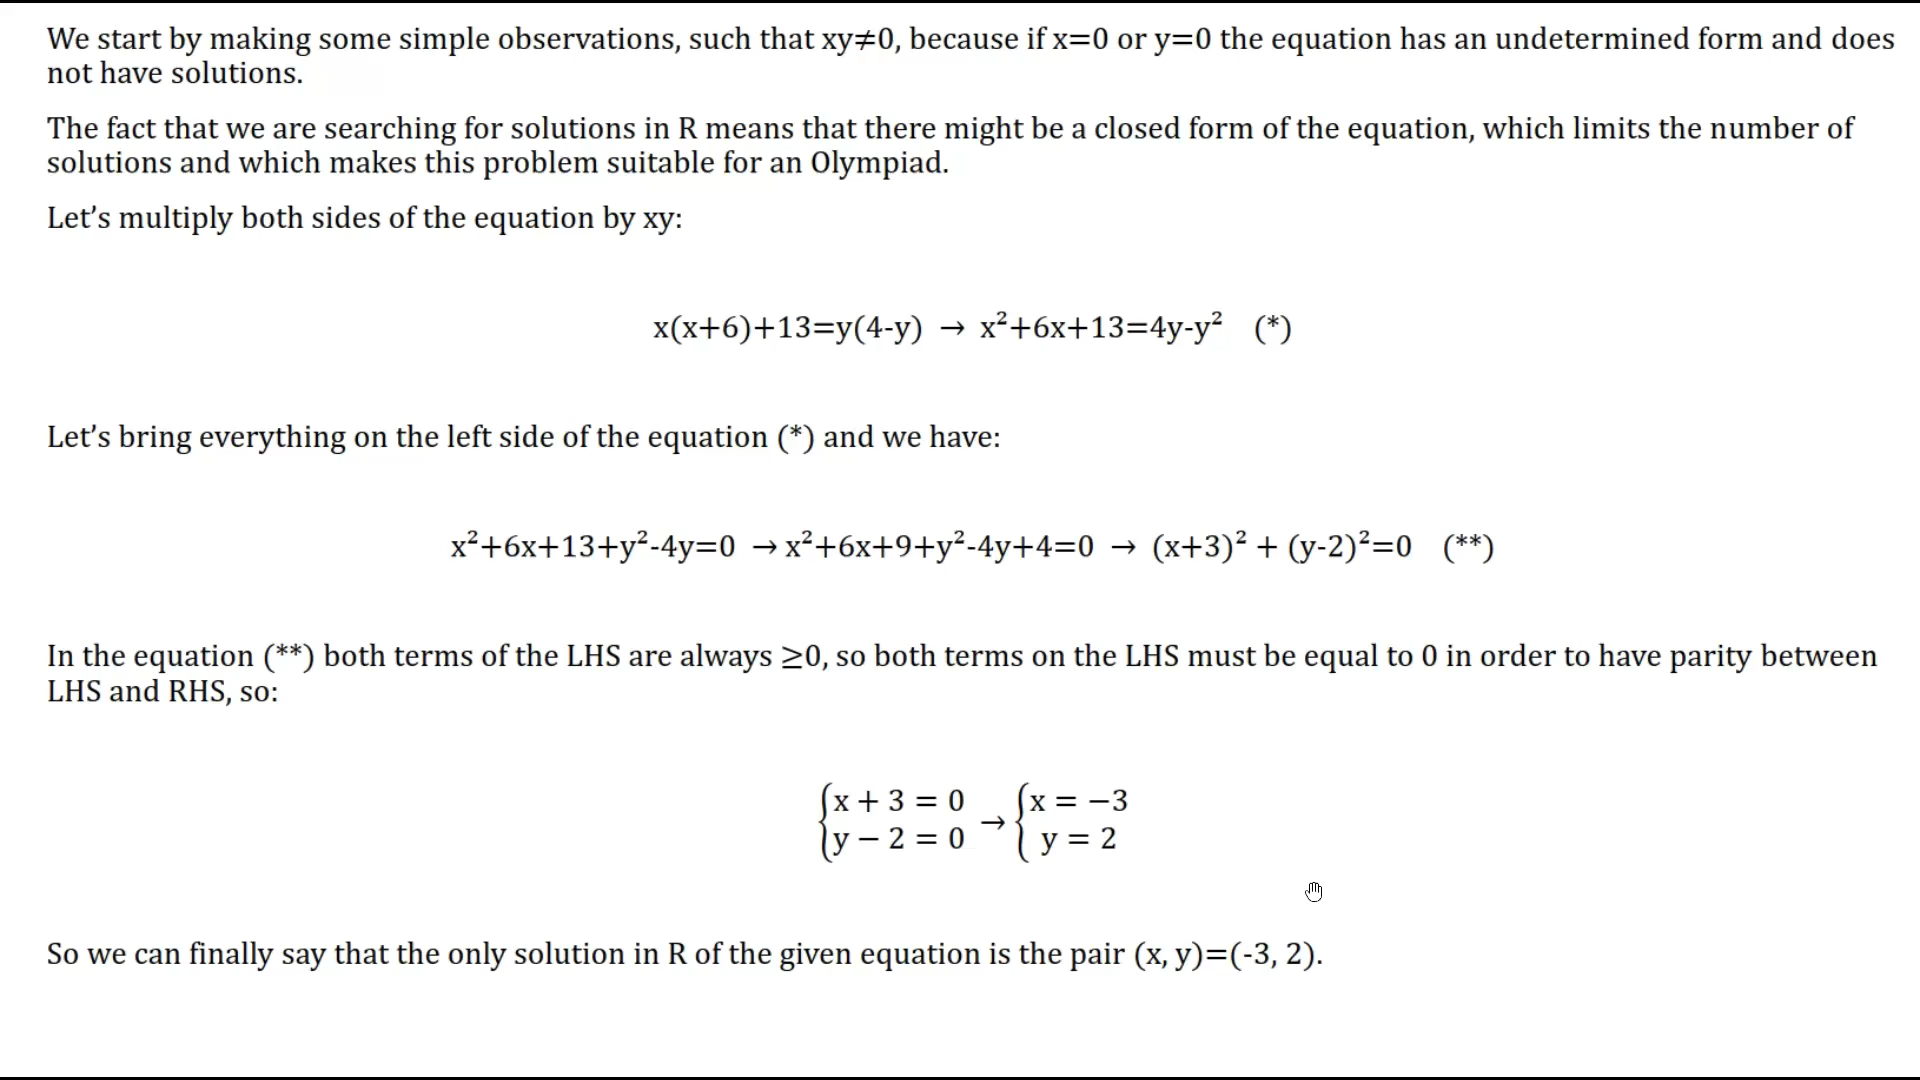 We start by making some simple observations, such that xy≠0, because if x=0 or y=0 the equation has an undetermined form and does
not have solutions.
The fact that we are searching for solutions in R means that there might be a closed form of the equation, which limits the number of
solutions and which makes this problem suitable for an Olympiad.
Let's multiply both sides of the equation by xy:
x(x+6)+13=y(4-y) → x²+6x+13=4y-y² (*)
Let's bring everything on the left side of the equation (*) and we have:
x²+6x+13+y²-4y=0 → x²+6x+9+y²-4y+4=0 → (x+3)² + (y-2)²=0 (**)
In the equation (**) both terms of the LHS are always ≥0, so both terms on the LHS must be equal to 0 in order to have parity between
LHS and RHS, so:
{x + 3 = 0 → {x = −3
{y − 2 = 0 { y = 2
So we can finally say that the only solution in R of the given equation is the pair (x, y)=(-3, 2).